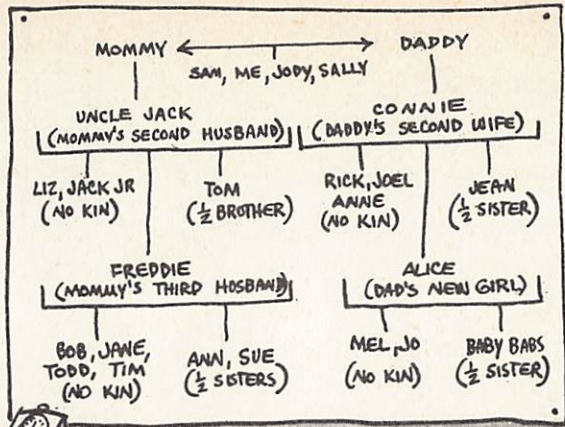 MOMMY
DADDY
SAM, ME, JODY, SALLY
UNCLE JACK
(MOMMY'S SECOND HUSBAND)
CONNIE
(DADDY'S SECOND WIFE)
LIZ, JACK JR
(NO KIN)
TOM
(½ BROTHER)
RICK, JOEL
ANNE
(NO KIN)
JEAN
(½ SISTER)
FREDDIE
(MOMMY'S THIRD HOSBAND)
ALICE
(DAD'S NEW GIRL)
BOB, JANE,
TODD, TIM
(NO KIN)
ANN, SUE
(½ SISTERS)
MEL, JO
(NO KIN)
BABY BABS
(½ SISTER)